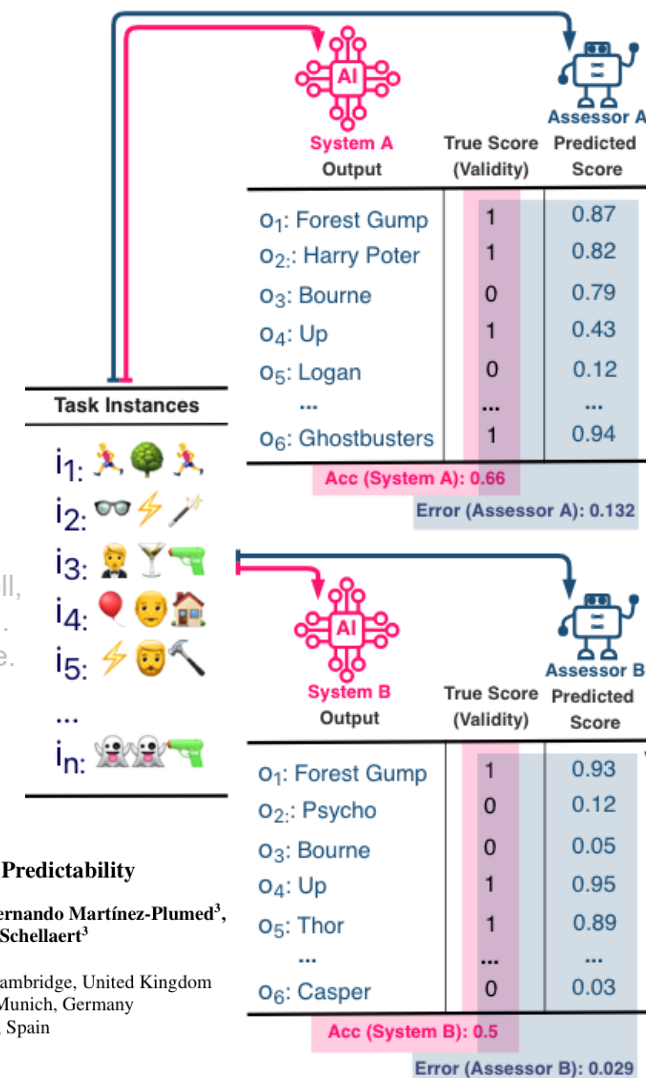 AI
Assessor A
System A
Output
True Score
(Validity)
Predicted
Score
o1: Forest Gump 1 0.87
o2:: Harry Poter 1 0.82
o3: Bourne 0 0.79
o4: Up 1 0.43
o5: Logan 0 0.12
... ... ...
o6: Ghostbusters 1 0.94
Acc (System A): 0.66
Error (Assessor A): 0.132
Task Instances
i1:
i2:
i3:
i4:
i5:
...
in:
ll,
.
e.
AI
Assessor B
System B
Output
True Score
(Validity)
Predicted
Score
o1: Forest Gump 1 0.93
o2:: Psycho 0 0.12
o3: Bourne 0 0.05
o4: Up 1 0.95
o5: Thor 1 0.89
... ... ...
o6: Casper 0 0.03
Acc (System B): 0.5
Error (Assessor B): 0.029
Predictability
ernando Martínez-Plumed3,
Schellaert3
ambridge, United Kingdom
Munich, Germany
, Spain